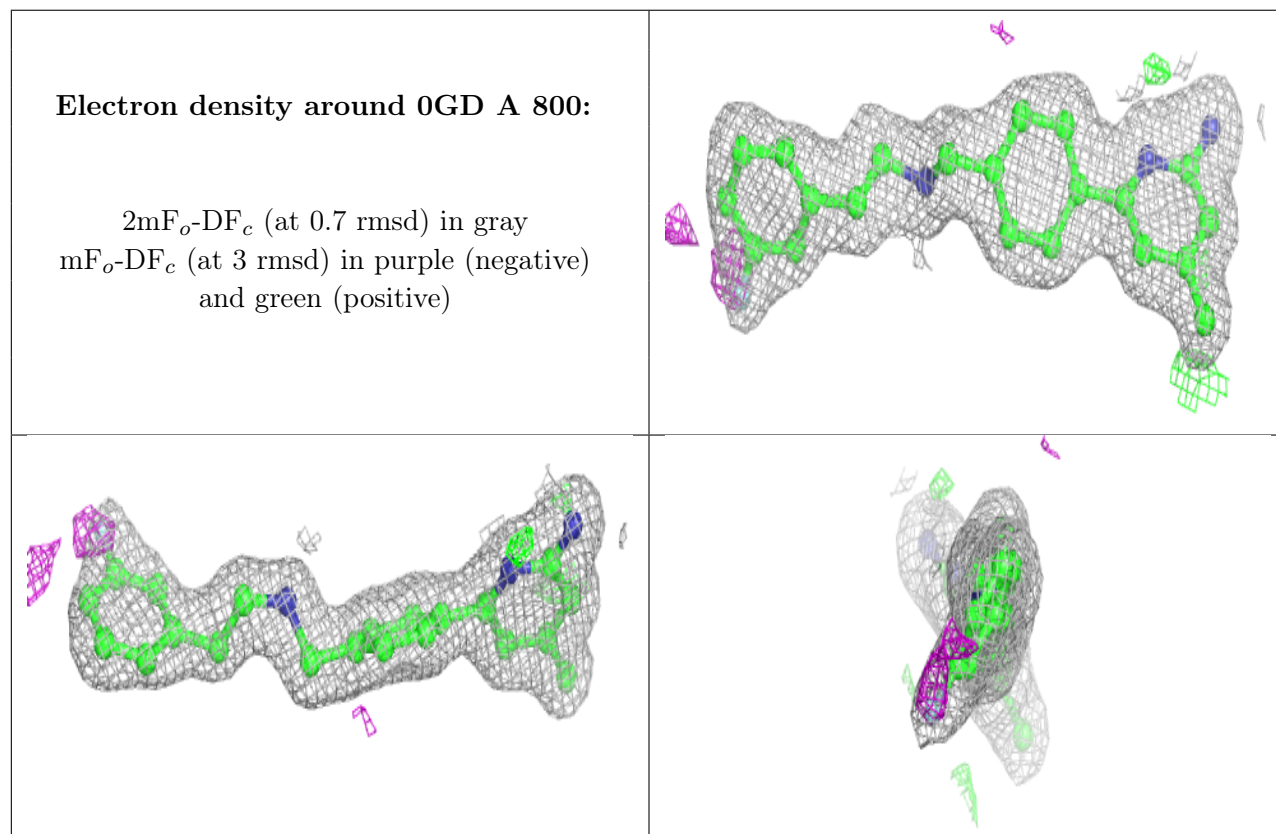 Electron density around 0GD A 800:
2mFo-DFc (at 0.7 rmsd) in gray
mFo-DFc (at 3 rmsd) in purple (negative)
and green (positive)